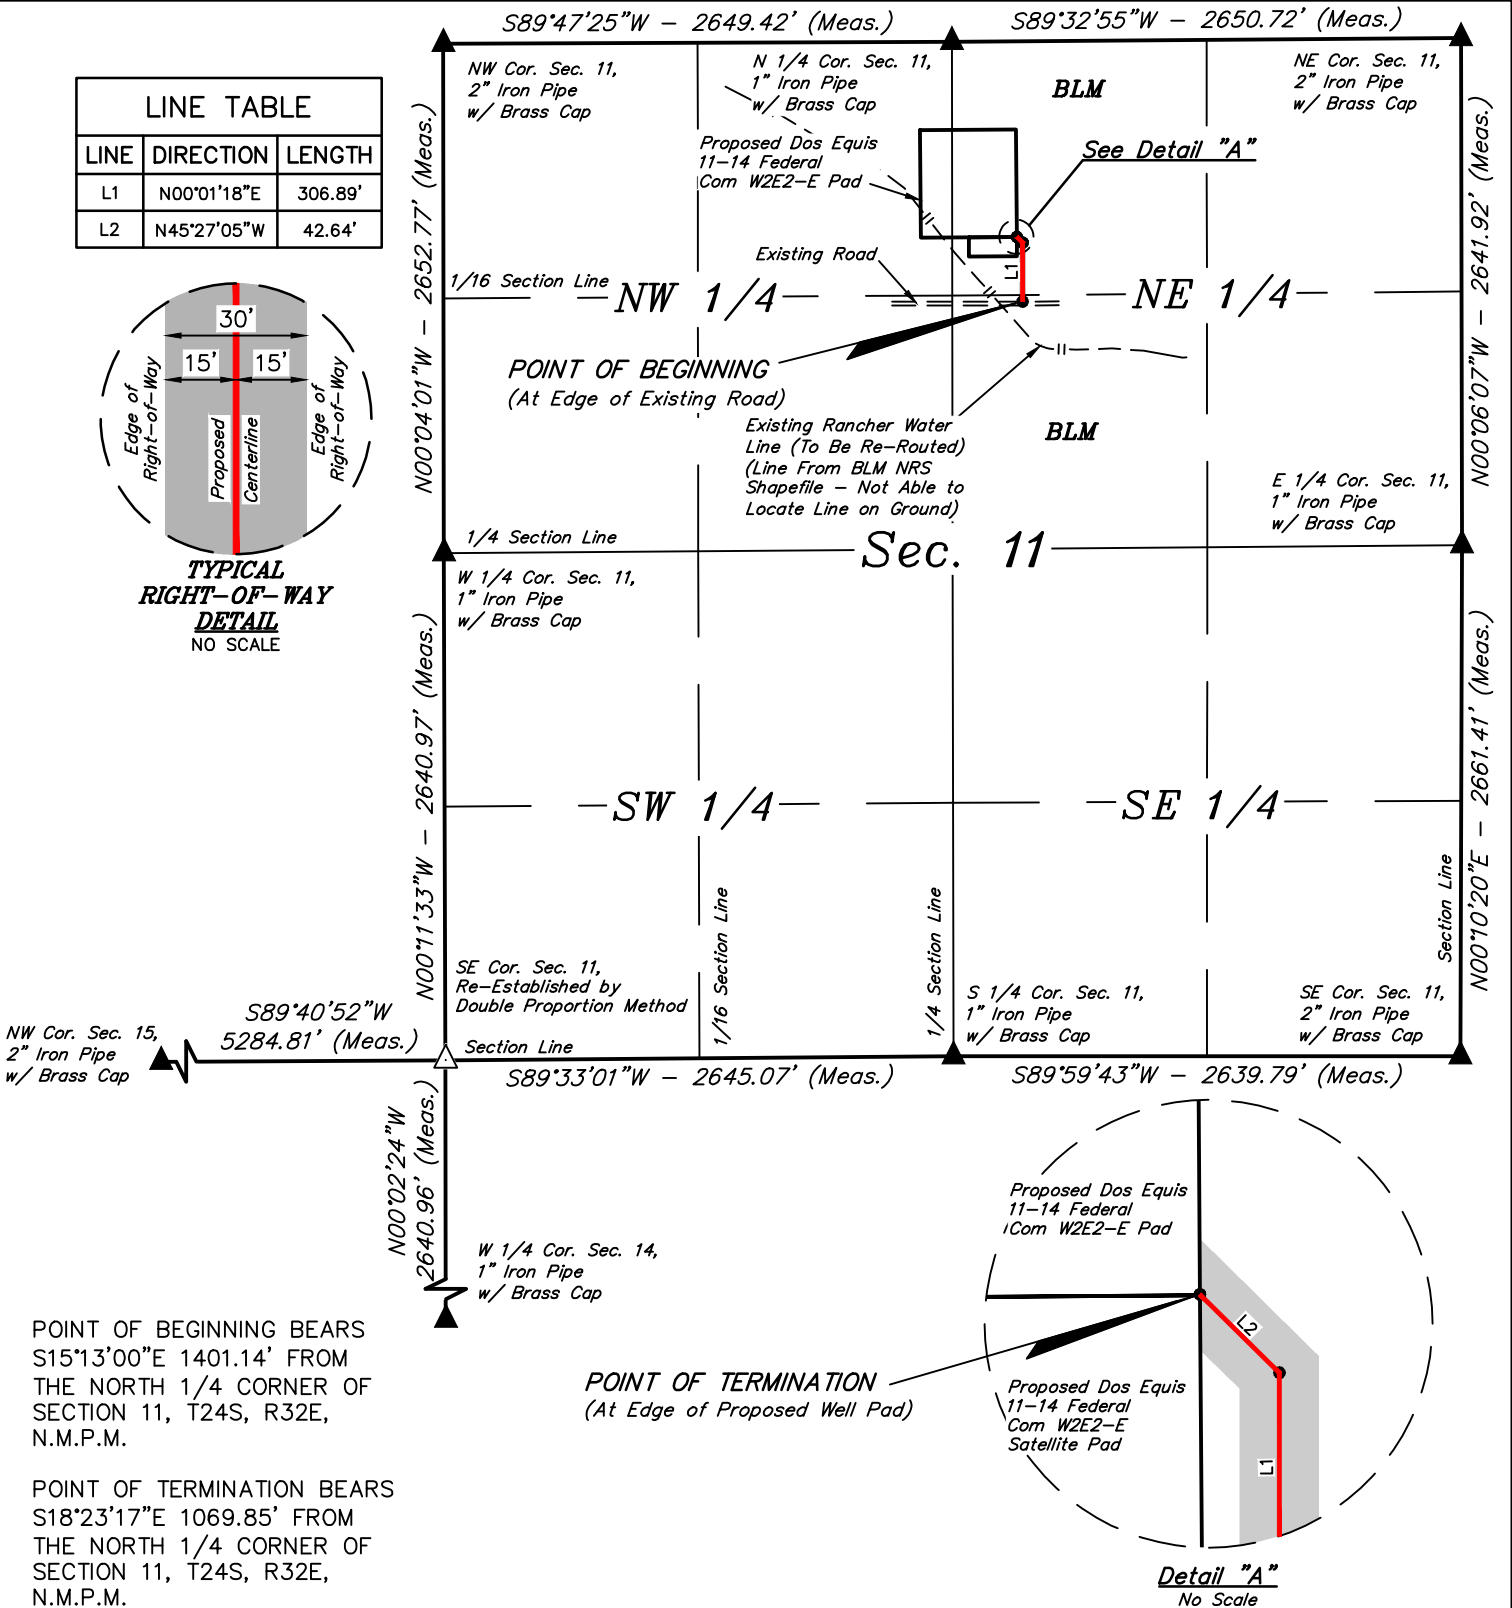 S89°47'25"W - 2649.42' (Meas.)
S89°32'55"W - 2650.72' (Meas.)
LINE TABLE
LINE DIRECTION LENGTH
L1 N00°01'18"E 306.89'
L2 N45°27'05"W 42.64'
NW Cor. Sec. 11,
2" Iron Pipe
w/ Brass Cap
N 1/4 Cor. Sec. 11,
1" Iron Pipe
w/ Brass Cap
BLM
NE Cor. Sec. 11,
2" Iron Pipe
w/ Brass Cap
Proposed Dos Equis
11-14 Federal
Com W2E2-E Pad
See Detail "A"
N00°04'01"W - 2652.77' (Meas.)
N00°06'07"W - 2641.92' (Meas.)
Existing Road
L1
1/16 Section Line
NW 1/4
NE 1/4
30'
15' 15'
Edge of
Right-of-Way
Proposed
Centerline
Edge of
Right-of-Way
TYPICAL
RIGHT-OF-WAY
DETAIL
NO SCALE
POINT OF BEGINNING
(At Edge of Existing Road)
Existing Rancher Water
Line (To Be Re-Routed)
(Line From BLM NRS
Shapefile - Not Able to
Locate Line on Ground)
BLM
E 1/4 Cor. Sec. 11,
1" Iron Pipe
w/ Brass Cap
1/4 Section Line
Sec. 11
W 1/4 Cor. Sec. 11,
1" Iron Pipe
w/ Brass Cap
N00°11'33"W - 2640.97' (Meas.)
N00°10'20"E - 2661.41' (Meas.)
SW 1/4
SE 1/4
1/16 Section Line
1/4 Section Line
Section Line
SE Cor. Sec. 11,
Re-Established by
Double Proportion Method
S 1/4 Cor. Sec. 11,
1" Iron Pipe
w/ Brass Cap
SE Cor. Sec. 11,
2" Iron Pipe
w/ Brass Cap
S89°40'52"W
5284.81' (Meas.)
NW Cor. Sec. 15,
2" Iron Pipe
w/ Brass Cap
Section Line
S89°33'01"W - 2645.07' (Meas.)
S89°59'43"W - 2639.79' (Meas.)
N00°02'24"W
2640.96' (Meas.)
W 1/4 Cor. Sec. 14,
1" Iron Pipe
w/ Brass Cap
Proposed Dos Equis
11-14 Federal
Com W2E2-E Pad
L2
POINT OF TERMINATION
(At Edge of Proposed Well Pad)
Proposed Dos Equis
11-14 Federal
Com W2E2-E
Satellite Pad
L1
Detail "A"
No Scale
POINT OF BEGINNING BEARS
S15°13'00"E 1401.14' FROM
THE NORTH 1/4 CORNER OF
SECTION 11, T24S, R32E,
N.M.P.M.
POINT OF TERMINATION BEARS
S18°23'17"E 1069.85' FROM
THE NORTH 1/4 CORNER OF
SECTION 11, T24S, R32E,
N.M.P.M.